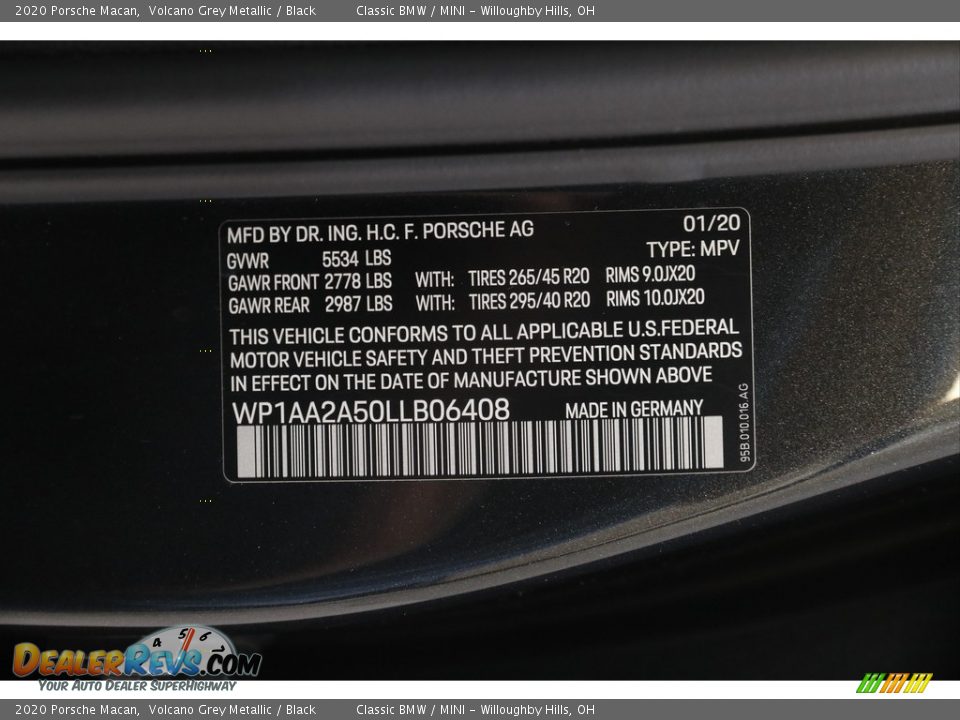 2020 Porsche Macan, Volcano Grey Metallic / Black Classic BMW / MINI - Willoughby Hills, OH
MFD BY DR. ING. H.C. F. PORSCHE AG 01/20
TYPE: MPV
GVWR 5534 LBS
GAWR FRONT 2778 LBS WITH: TIRES 265/45 R20 RIMS 9.0JX20
GAWR REAR 2987 LBS WITH: TIRES 295/40 R20 RIMS 10.0JX20
THIS VEHICLE CONFORMS TO ALL APPLICABLE U.S.FEDERAL
MOTOR VEHICLE SAFETY AND THEFT PREVENTION STANDARDS
IN EFFECT ON THE DATE OF MANUFACTURE SHOWN ABOVE
WP1AA2A50LLB06408 MADE IN GERMANY
95B.010.016.AG
4 5 6
DEALERREVS.COM
YOUR AUTO DEALER SUPERHIGHWAY
2020 Porsche Macan, Volcano Grey Metallic / Black Classic BMW / MINI - Willoughby Hills, OH